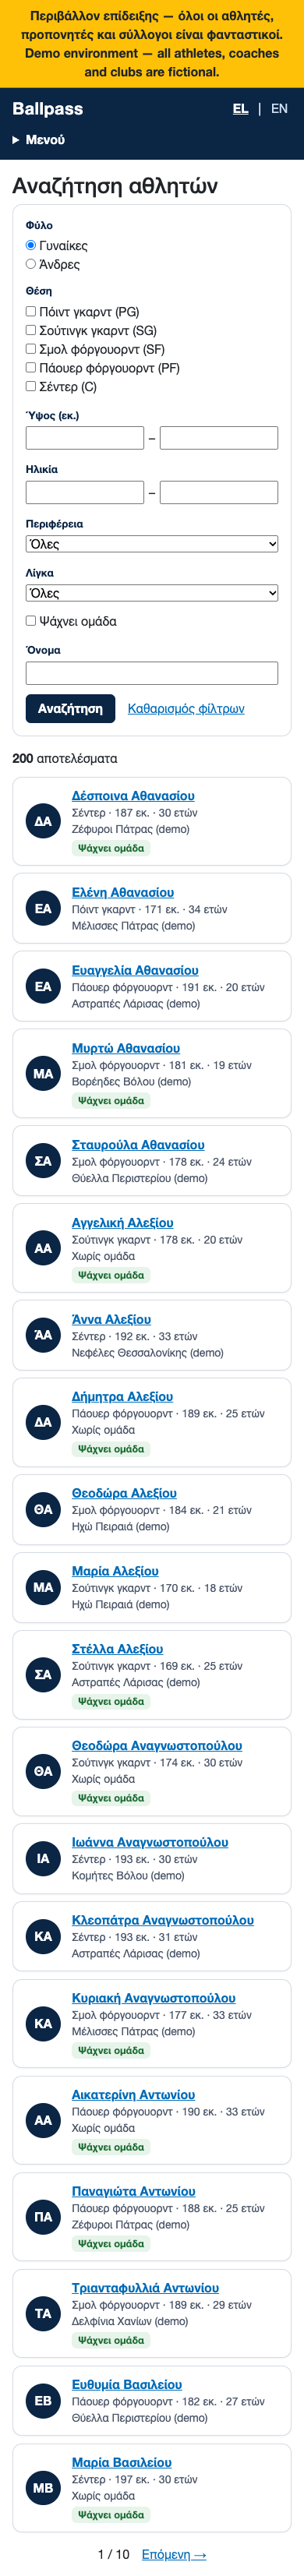 Περιβάλλον επίδειξης — όλοι οι αθλητές,
προπονητές και σύλλογοι είναι φανταστικοί.
Demo environment — all athletes, coaches
and clubs are fictional.
Ballpass
EL | EN
▶ Μενού
Αναζήτηση αθλητών
Φύλο
Γυναίκες
Άνδρες
Θέση
Πόιντ γκαρντ (PG)
Σούτινγκ γκαρντ (SG)
Σμολ φόργουορντ (SF)
Πάουερ φόργουορντ (PF)
Σέντερ (C)
Ύψος (εκ.)
–
Ηλικία
–
Περιφέρεια
Όλες
Λίγκα
Όλες
Ψάχνει ομάδα
Όνομα
Αναζήτηση Καθαρισμός φίλτρων
200 αποτελέσματα
ΔΑ
Δέσποινα Αθανασίου
Σέντερ · 187 εκ. · 30 ετών
Ζέφυροι Πάτρας (demo)
Ψάχνει ομάδα
ΕΑ
Ελένη Αθανασίου
Πόιντ γκαρντ · 171 εκ. · 34 ετών
Μέλισσες Πάτρας (demo)
ΕΑ
Ευαγγελία Αθανασίου
Πάουερ φόργουορντ · 191 εκ. · 20 ετών
Αστραπές Λάρισας (demo)
ΜΑ
Μυρτώ Αθανασίου
Σμολ φόργουορντ · 181 εκ. · 19 ετών
Βορέηδες Βόλου (demo)
Ψάχνει ομάδα
ΣΑ
Σταυρούλα Αθανασίου
Σμολ φόργουορντ · 178 εκ. · 24 ετών
Θύελλα Περιστερίου (demo)
ΑΑ
Αγγελική Αλεξίου
Σούτινγκ γκαρντ · 178 εκ. · 20 ετών
Χωρίς ομάδα
Ψάχνει ομάδα
ΆΑ
Άννα Αλεξίου
Σέντερ · 192 εκ. · 33 ετών
Νεφέλες Θεσσαλονίκης (demo)
ΔΑ
Δήμητρα Αλεξίου
Πάουερ φόργουορντ · 189 εκ. · 25 ετών
Χωρίς ομάδα
Ψάχνει ομάδα
ΘΑ
Θεοδώρα Αλεξίου
Σμολ φόργουορντ · 184 εκ. · 21 ετών
Ηχώ Πειραιά (demo)
ΜΑ
Μαρία Αλεξίου
Σούτινγκ γκαρντ · 170 εκ. · 18 ετών
Ηχώ Πειραιά (demo)
ΣΑ
Στέλλα Αλεξίου
Σούτινγκ γκαρντ · 169 εκ. · 25 ετών
Αστραπές Λάρισας (demo)
Ψάχνει ομάδα
ΘΑ
Θεοδώρα Αναγνωστοπούλου
Σούτινγκ γκαρντ · 174 εκ. · 30 ετών
Χωρίς ομάδα
Ψάχνει ομάδα
ΙΑ
Ιωάννα Αναγνωστοπούλου
Σέντερ · 193 εκ. · 30 ετών
Κομήτες Βόλου (demo)
ΚΑ
Κλεοπάτρα Αναγνωστοπούλου
Σέντερ · 193 εκ. · 31 ετών
Αστραπές Λάρισας (demo)
ΚΑ
Κυριακή Αναγνωστοπούλου
Σμολ φόργουορντ · 177 εκ. · 33 ετών
Μέλισσες Πάτρας (demo)
Ψάχνει ομάδα
ΑΑ
Αικατερίνη Αντωνίου
Πάουερ φόργουορντ · 190 εκ. · 33 ετών
Χωρίς ομάδα
Ψάχνει ομάδα
ΠΑ
Παναγιώτα Αντωνίου
Πάουερ φόργουορντ · 188 εκ. · 25 ετών
Ζέφυροι Πάτρας (demo)
Ψάχνει ομάδα
ΤΑ
Τριανταφυλλιά Αντωνίου
Σμολ φόργουορντ · 189 εκ. · 29 ετών
Δελφίνια Χανίων (demo)
Ψάχνει ομάδα
ΕΒ
Ευθυμία Βασιλείου
Πάουερ φόργουορντ · 182 εκ. · 27 ετών
Θύελλα Περιστερίου (demo)
ΜΒ
Μαρία Βασιλείου
Σέντερ · 197 εκ. · 30 ετών
Χωρίς ομάδα
Ψάχνει ομάδα
1 / 10 Επόμενη →